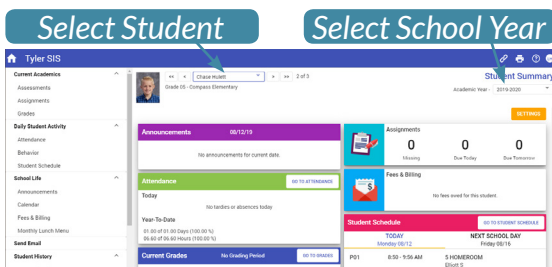 Select Student
Select School Year
Tyler SIS
Current Academics
Assessments
Assignments
Grades
Daily Student Activity
Attendance
Behavior
Student Schedule
School Life
Announcements
Calendar
Fees & Billing
Monthly Lunch Menu
Send Email
Student History
<< < Chase Hulett > >> 2 of 3
Grade 05 - Compass Elementary
Student Summary
Academic Year - 2019-2020
SETTINGS
Announcements 08/12/19
No announcements for current date.
Attendance GO TO ATTENDANCE
Today
No tardies or absences today
Year-To-Date
01.00 of 01.00 Days (100.00 %)
06.60 of 06.60 Hours (100.00 %)
Current Grades No Grading Period GO TO GRADES
Assignments
0 0 0
Missing Due Today Due Tomorrow
Fees & Billing
No fees owed for this student.
Student Schedule GO TO STUDENT SCHEDULE
TODAY NEXT SCHOOL DAY
Monday 08/12 Friday 08/16
P01 8:50 - 9:56 AM S HOMEROOM
Elliott S